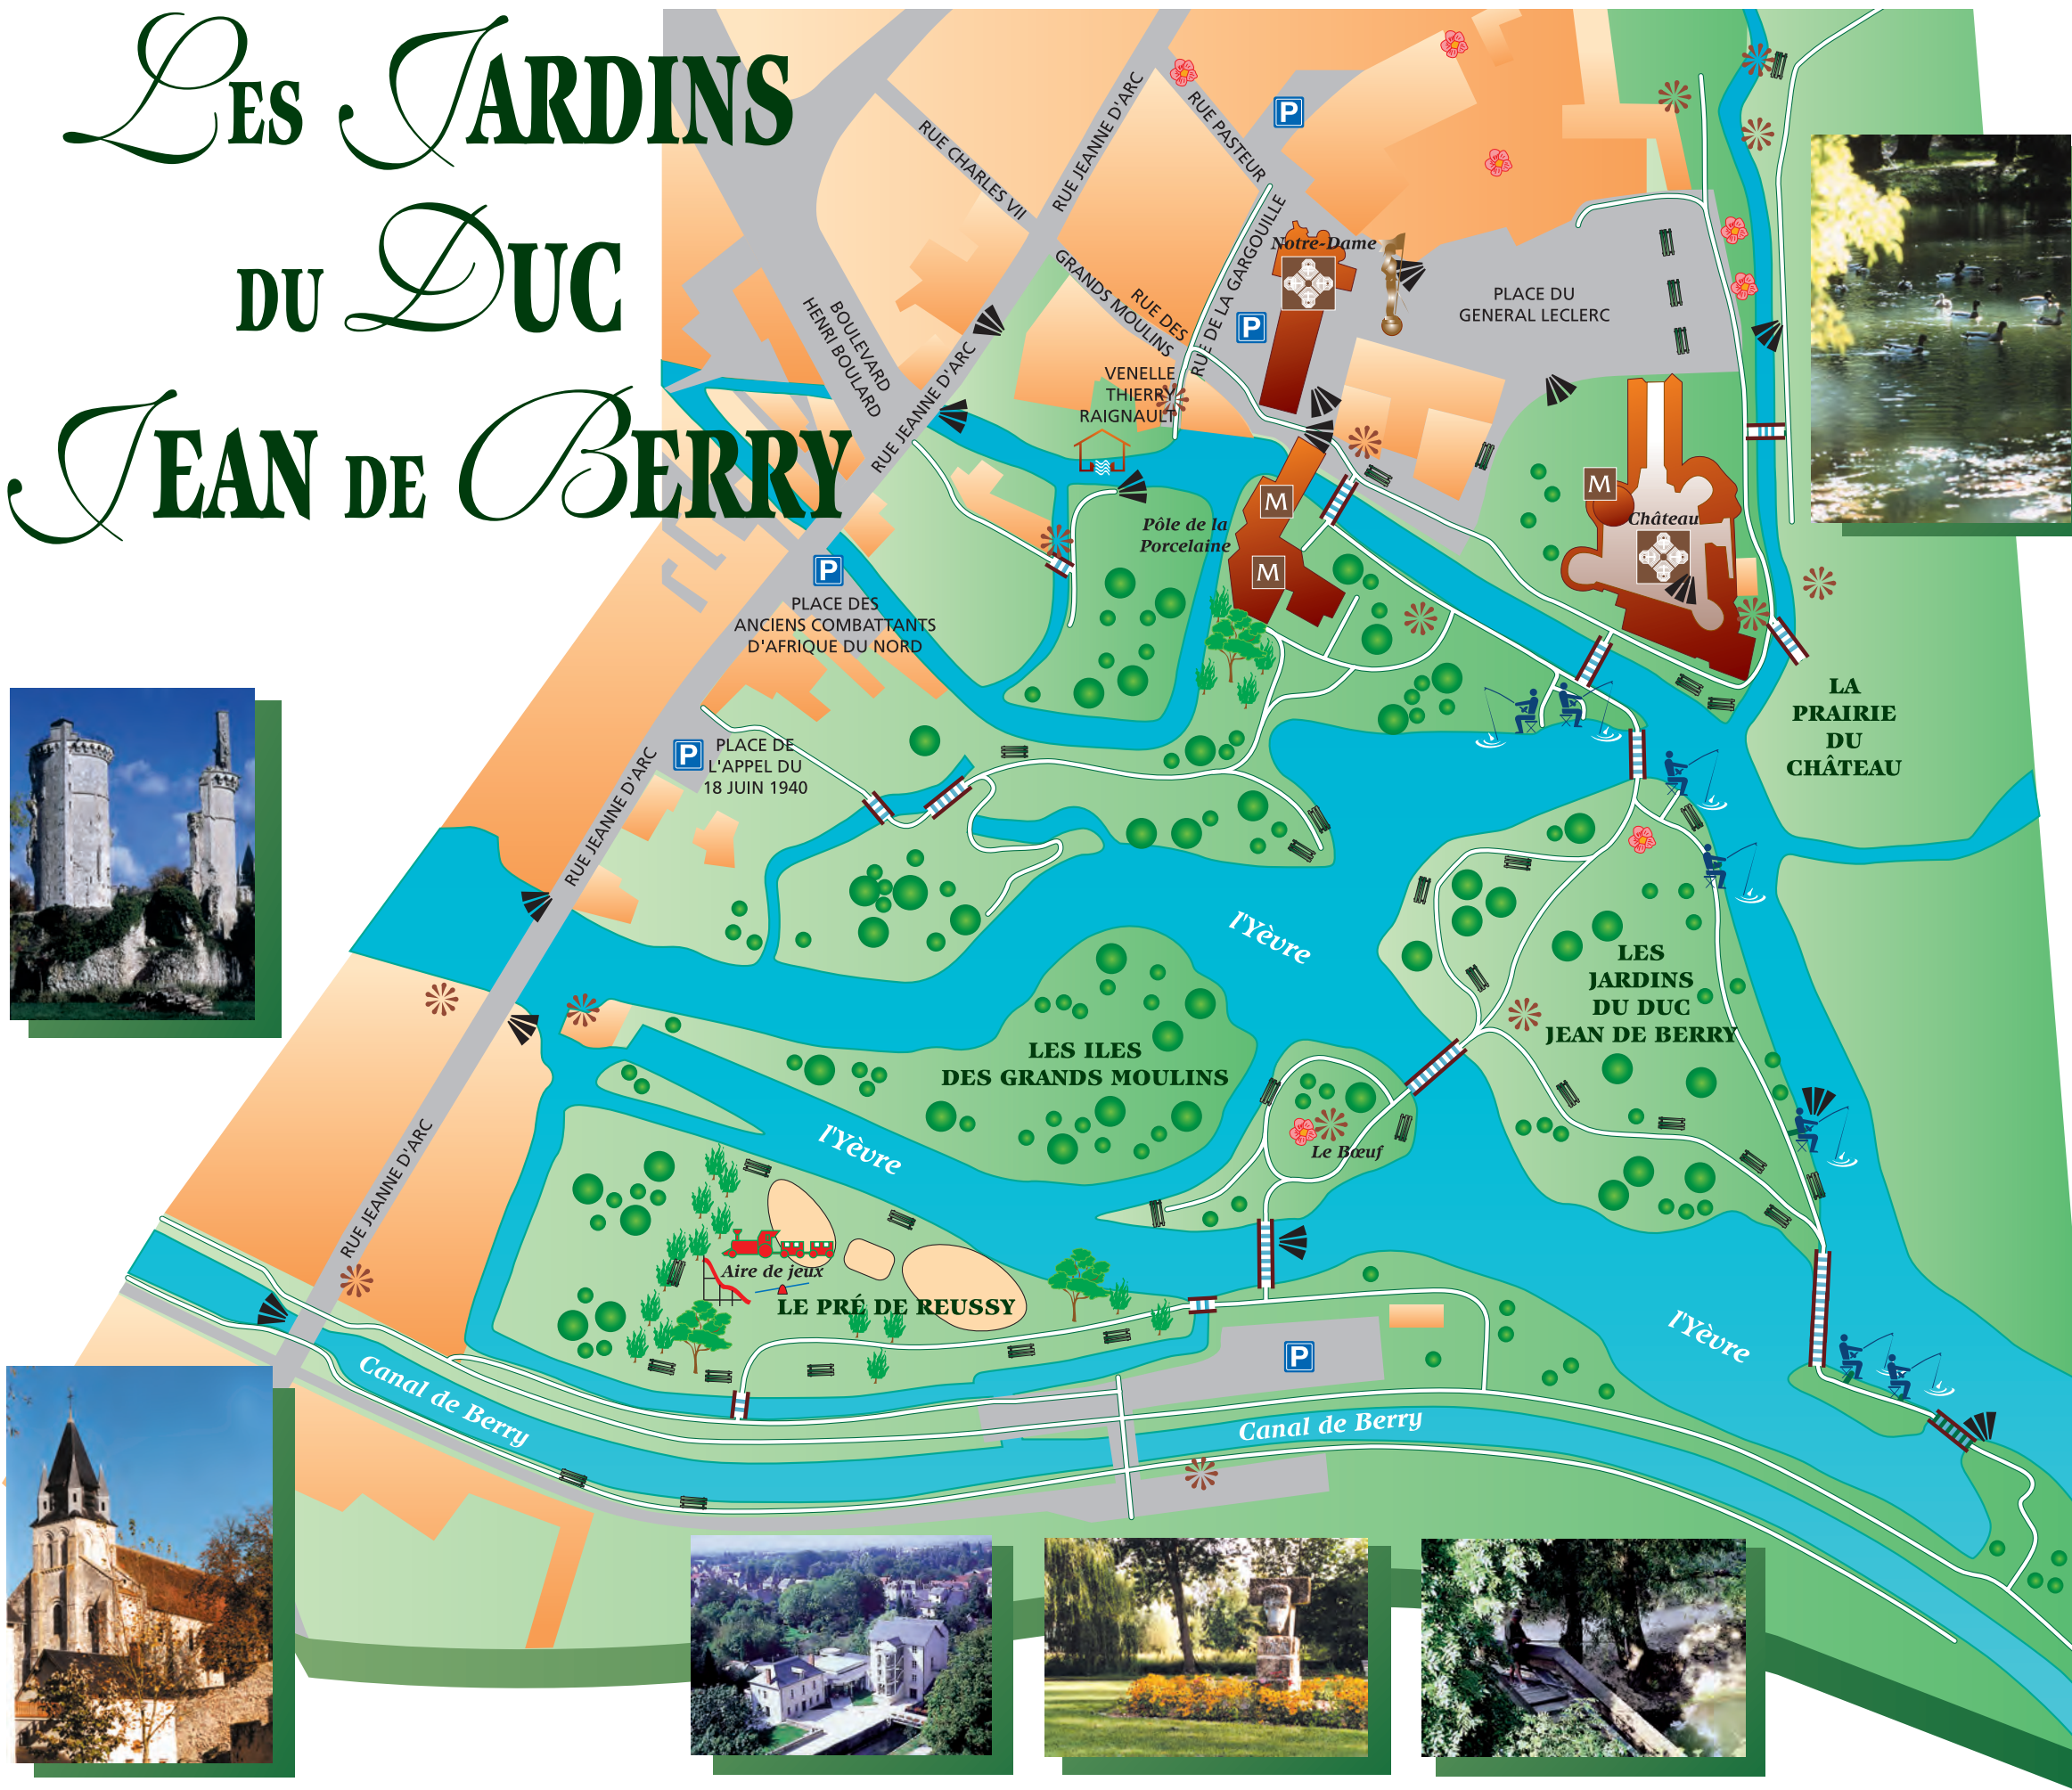 LES JARDINS
DU DUC
JEAN DE BERRY
RUE CHARLES VII
RUE JEANNE D'ARC
RUE PASTEUR
P
RUE DE LA GARGOUILLE
Notre-Dame
PLACE DU
GENERAL LECLERC
RUE DES
GRANDS MOULINS
P
BOULEVARD
HENRI BOULARD
RUE JEANNE D'ARC
VENELLE
THIERRY
RAIGNAULT
M
M
Pôle de la
Porcelaine
M
Château
P
PLACE DES
ANCIENS COMBATTANTS
D'AFRIQUE DU NORD
LA
PRAIRIE
DU
CHÂTEAU
P
PLACE DE
L'APPEL DU
18 JUIN 1940
RUE JEANNE D'ARC
l'Yèvre
LES
JARDINS
DU DUC
JEAN DE BERRY
LES ILES
DES GRANDS MOULINS
l'Yèvre
Le Bœuf
RUE JEANNE D'ARC
Aire de jeux
LE PRÉ DE REUSSY
l'Yèvre
P
Canal de Berry
Canal de Berry